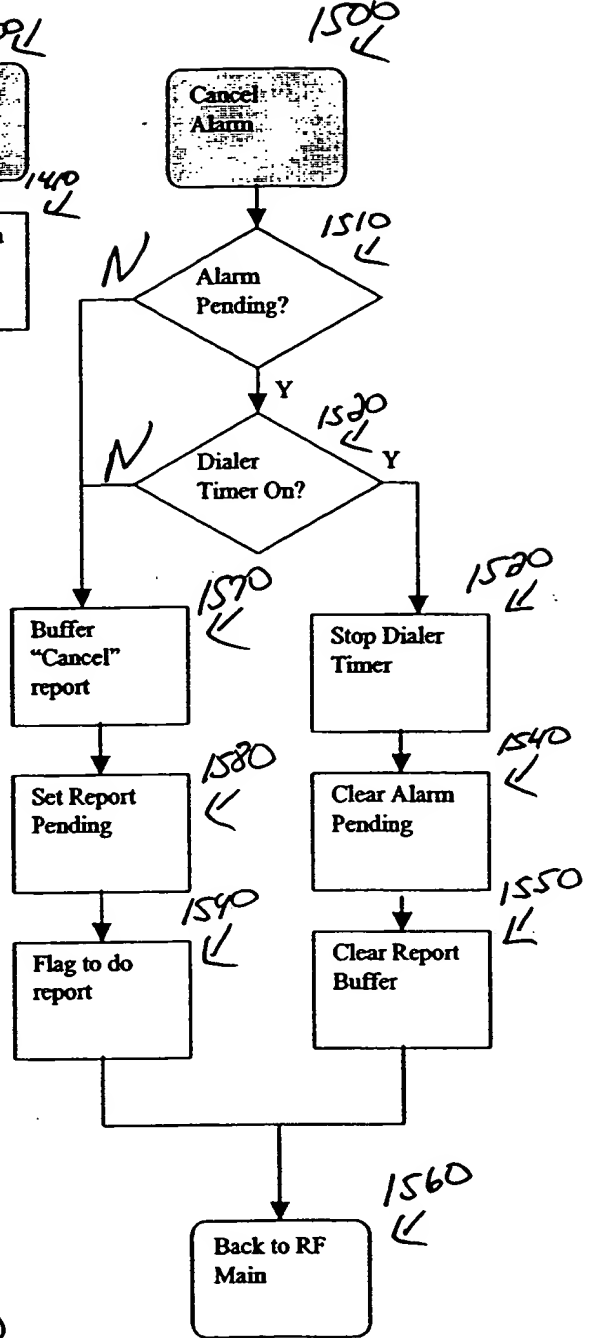 1500
Cancel
Alarm
1410
1510
N
Alarm
Pending?
Y
1520
N
Dialer
Timer On?
Y
1570
1520
Buffer
“Cancel”
report
Stop Dialer
Timer
1580
1540
Set Report
Pending
Clear Alarm
Pending
1590
1550
Flag to do
report
Clear Report
Buffer
1560
Back to RF
Main